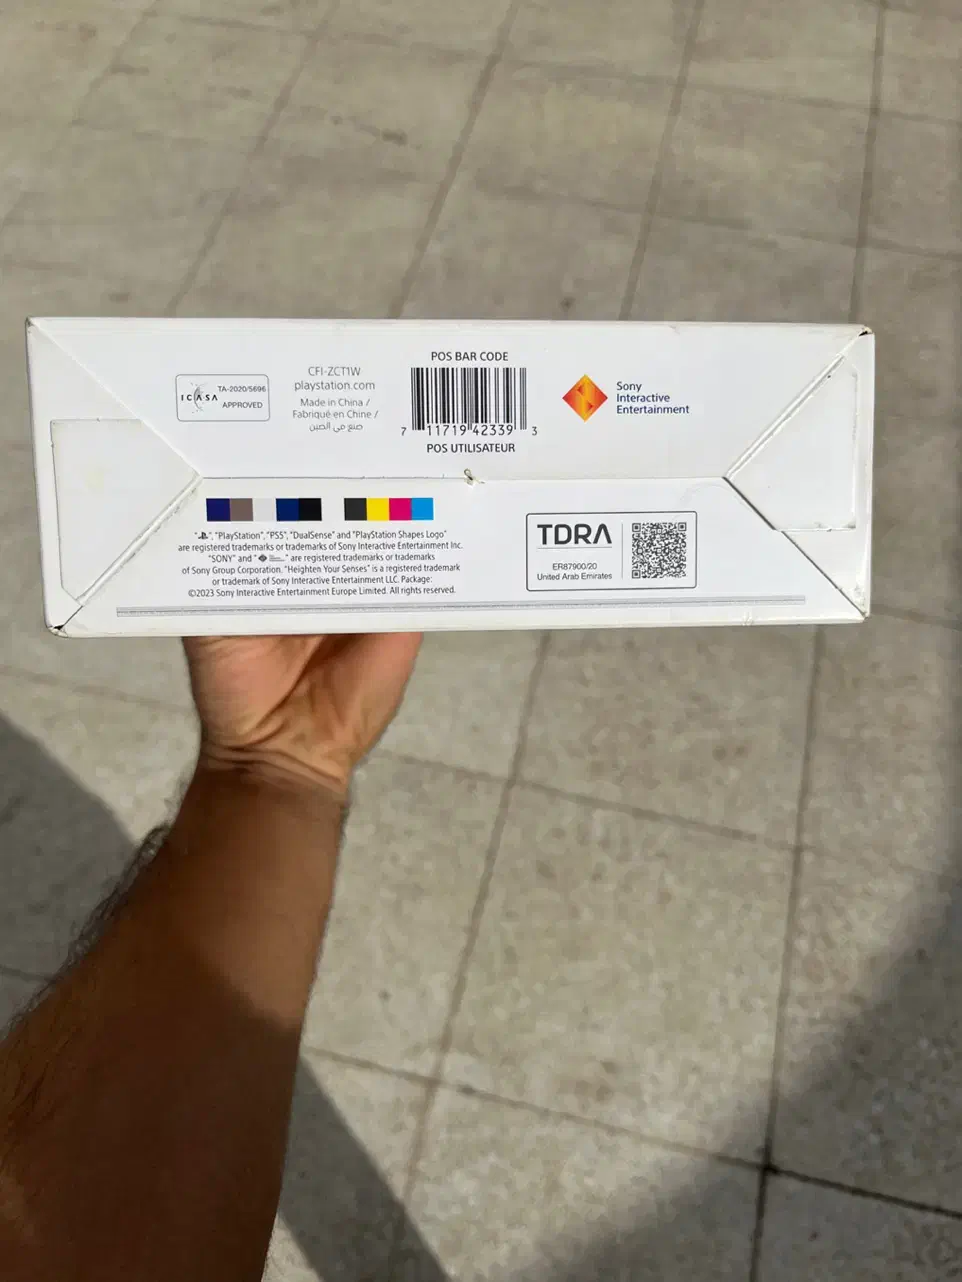 ICASA
TA-2020/5696
APPROVED
CFI-ZCT1W
playstation.com
Made in China /
Fabriqué en Chine /
صنع في الصين
POS BAR CODE
7 11719 42339 3
POS UTILISATEUR
Sony
Interactive
Entertainment
" ", "PlayStation", "PS5", "DualSense" and "PlayStation Shapes Logo"
are registered trademarks or trademarks of Sony Interactive Entertainment Inc.
"SONY" and " " are registered trademarks or trademarks
of Sony Group Corporation. "Heighten Your Senses" is a registered trademark
or trademark of Sony Interactive Entertainment LLC. Package:
©2023 Sony Interactive Entertainment Europe Limited. All rights reserved.
TDRA
ER87900/20
United Arab Emirates